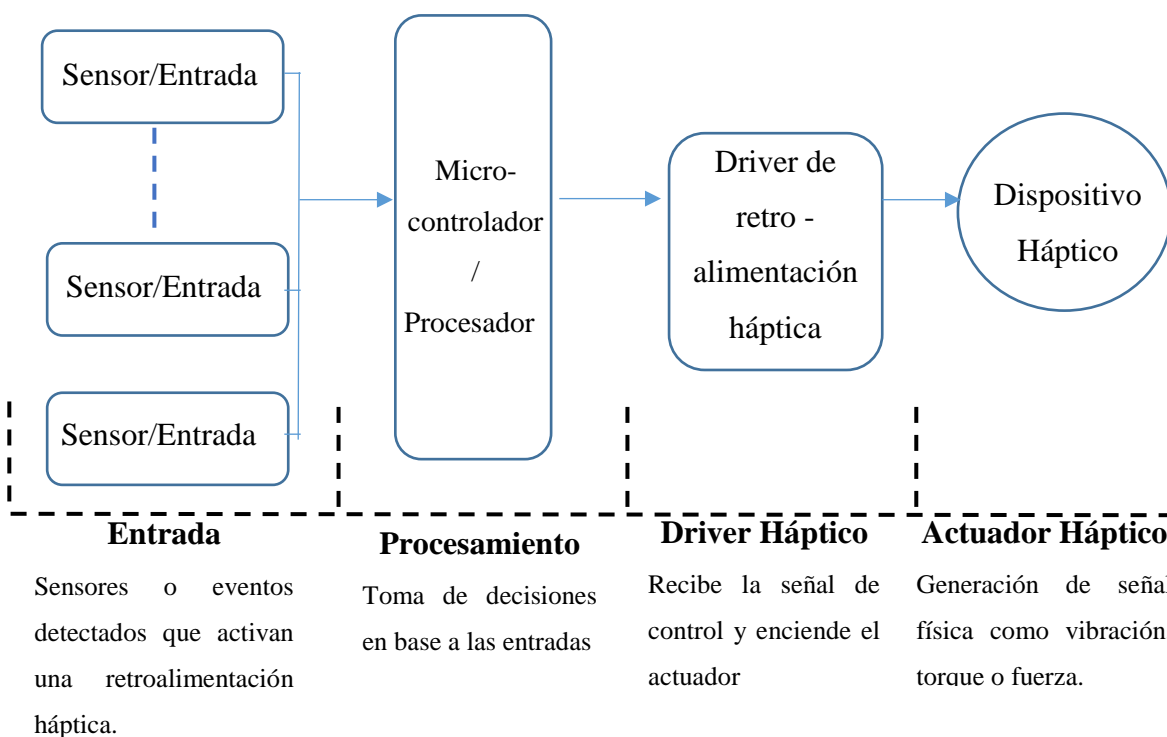 Sensor/Entrada
Sensor/Entrada
Sensor/Entrada
Micro-
controlador
/
Procesador
Driver de
retro -
alimentación
háptica
Dispositivo
Háptico
Entrada
Sensores o eventos
detectados que activan
una retroalimentación
háptica.
Procesamiento
Toma de decisiones
en base a las entradas
Driver Háptico
Recibe la señal de
control y enciende el
actuador
Actuador Háptico
Generación de señal
física como vibración
torque o fuerza.